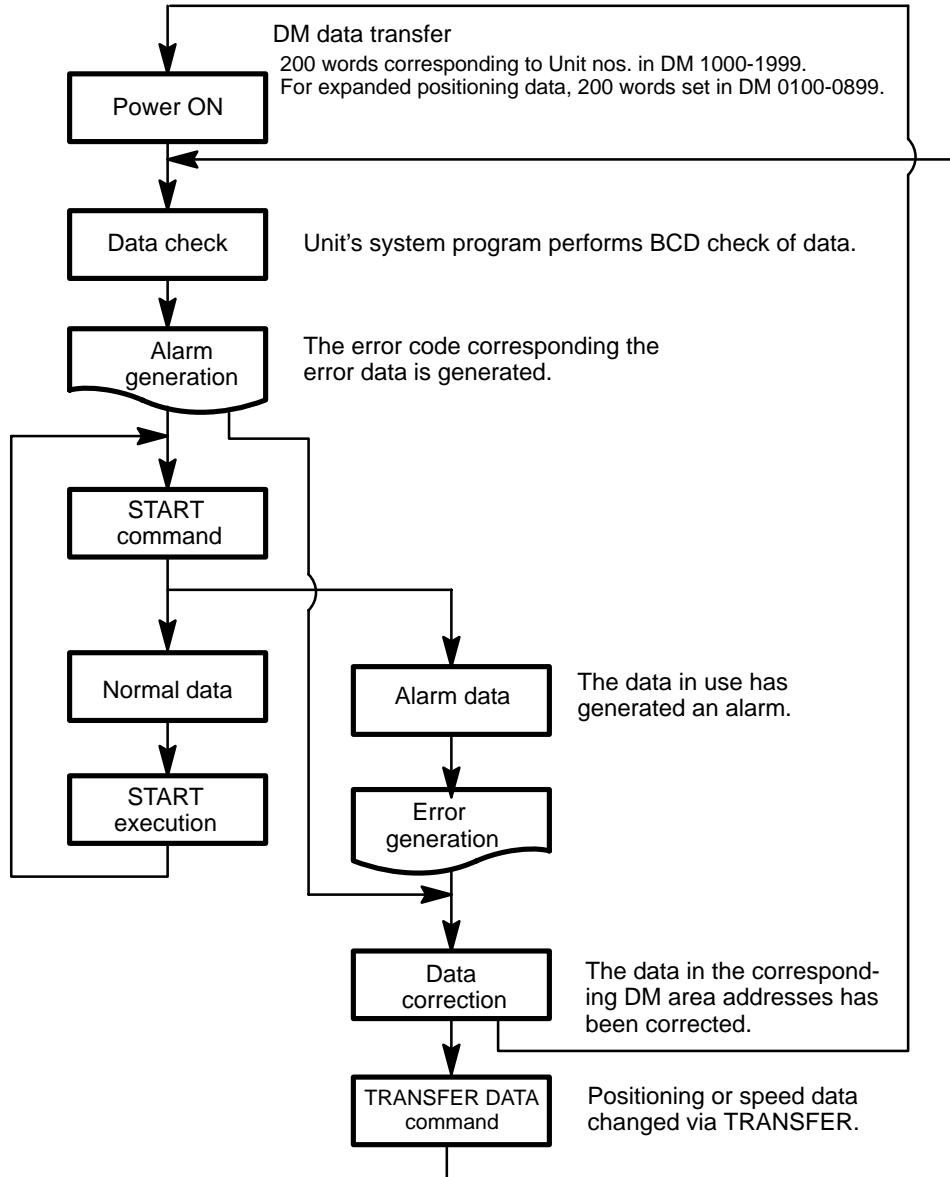 DM data transfer
200 words corresponding to Unit nos. in DM 1000-1999.
For expanded positioning data, 200 words set in DM 0100-0899.
Power ON
Data check
Unit's system program performs BCD check of data.
Alarm
generation
The error code corresponding the
error data is generated.
START
command
Normal data
Alarm data
The data in use has
generated an alarm.
START
execution
Error
generation
Data
correction
The data in the correspond-
ing DM area addresses has
been corrected.
TRANSFER DATA
command
Positioning or speed data
changed via TRANSFER.